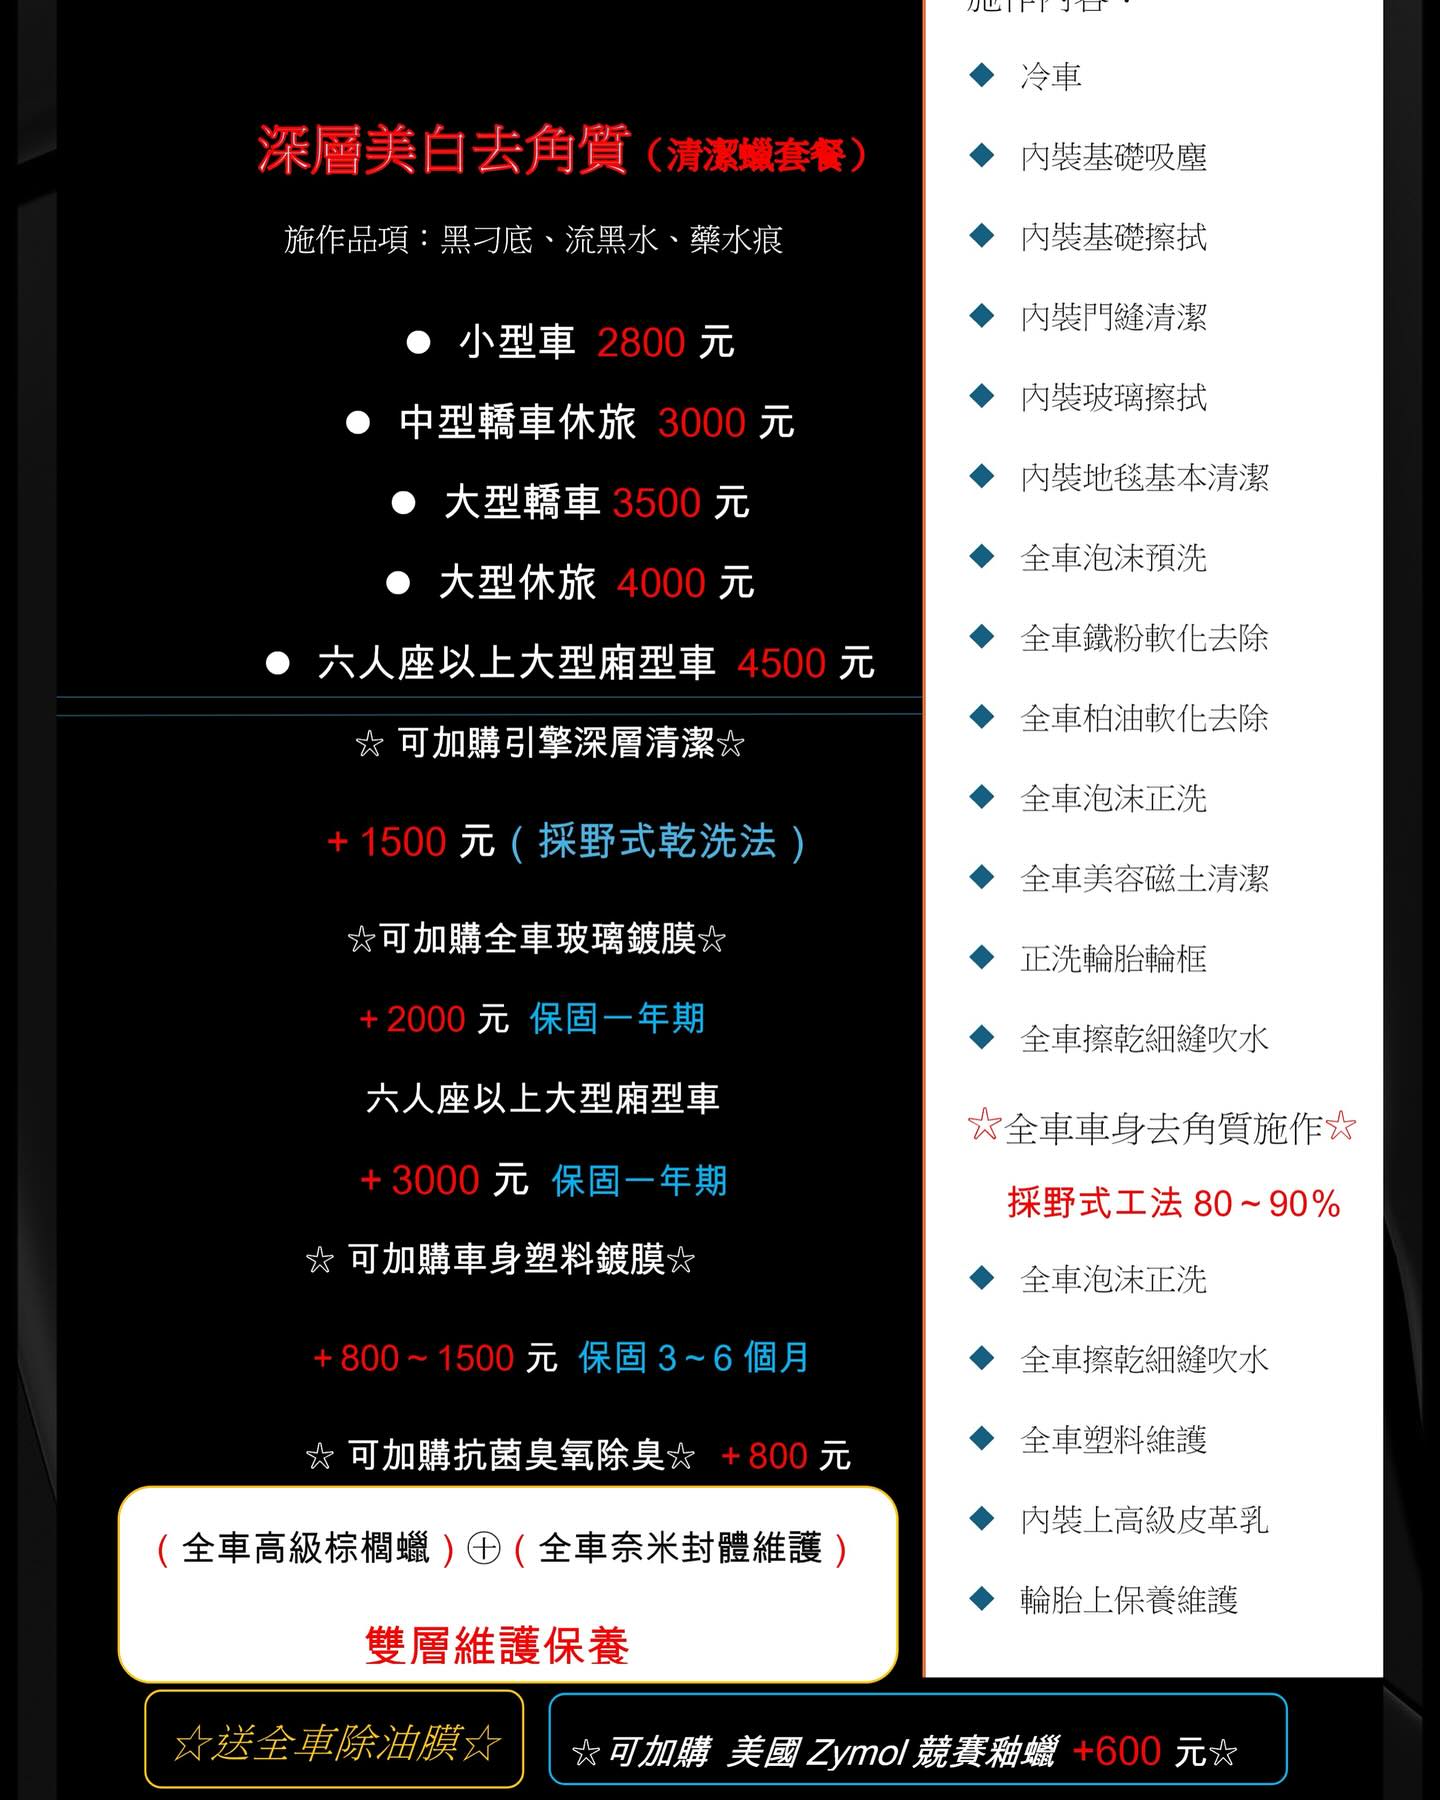 深層美白去角質（清潔蠟套餐）
施作品項：黑刁底、流黑水、藥水痕
● 小型車 2800 元
● 中型轎車休旅 3000 元
● 大型轎車 3500 元
● 大型休旅 4000 元
● 六人座以上大型廂型車 4500 元
☆ 可加購引擎深層清潔☆
+ 1500 元（採野式乾洗法）
☆可加購全車玻璃鍍膜☆
+ 2000 元 保固一年期
六人座以上大型廂型車
+ 3000 元 保固一年期
☆ 可加購車身塑料鍍膜☆
+ 800～1500 元 保固 3～6 個月
☆ 可加購抗菌臭氧除臭☆ + 800 元
（全車高級棕櫚蠟）㊉（全車奈米封體維護）
雙層維護保養
☆送全車除油膜☆
☆可加購 美國 Zymol 競賽釉蠟 +600 元☆
施作內容：
◆ 冷車
◆ 內裝基礎吸塵
◆ 內裝基礎擦拭
◆ 內裝門縫清潔
◆ 內裝玻璃擦拭
◆ 內裝地毯基本清潔
◆ 全車泡沫預洗
◆ 全車鐵粉軟化去除
◆ 全車柏油軟化去除
◆ 全車泡沫正洗
◆ 全車美容磁土清潔
◆ 正洗輪胎輪框
◆ 全車擦乾細縫吹水
☆全車車身去角質施作☆
採野式工法 80～90%
◆ 全車泡沫正洗
◆ 全車擦乾細縫吹水
◆ 全車塑料維護
◆ 內裝上高級皮革乳
◆ 輪胎上保養維護